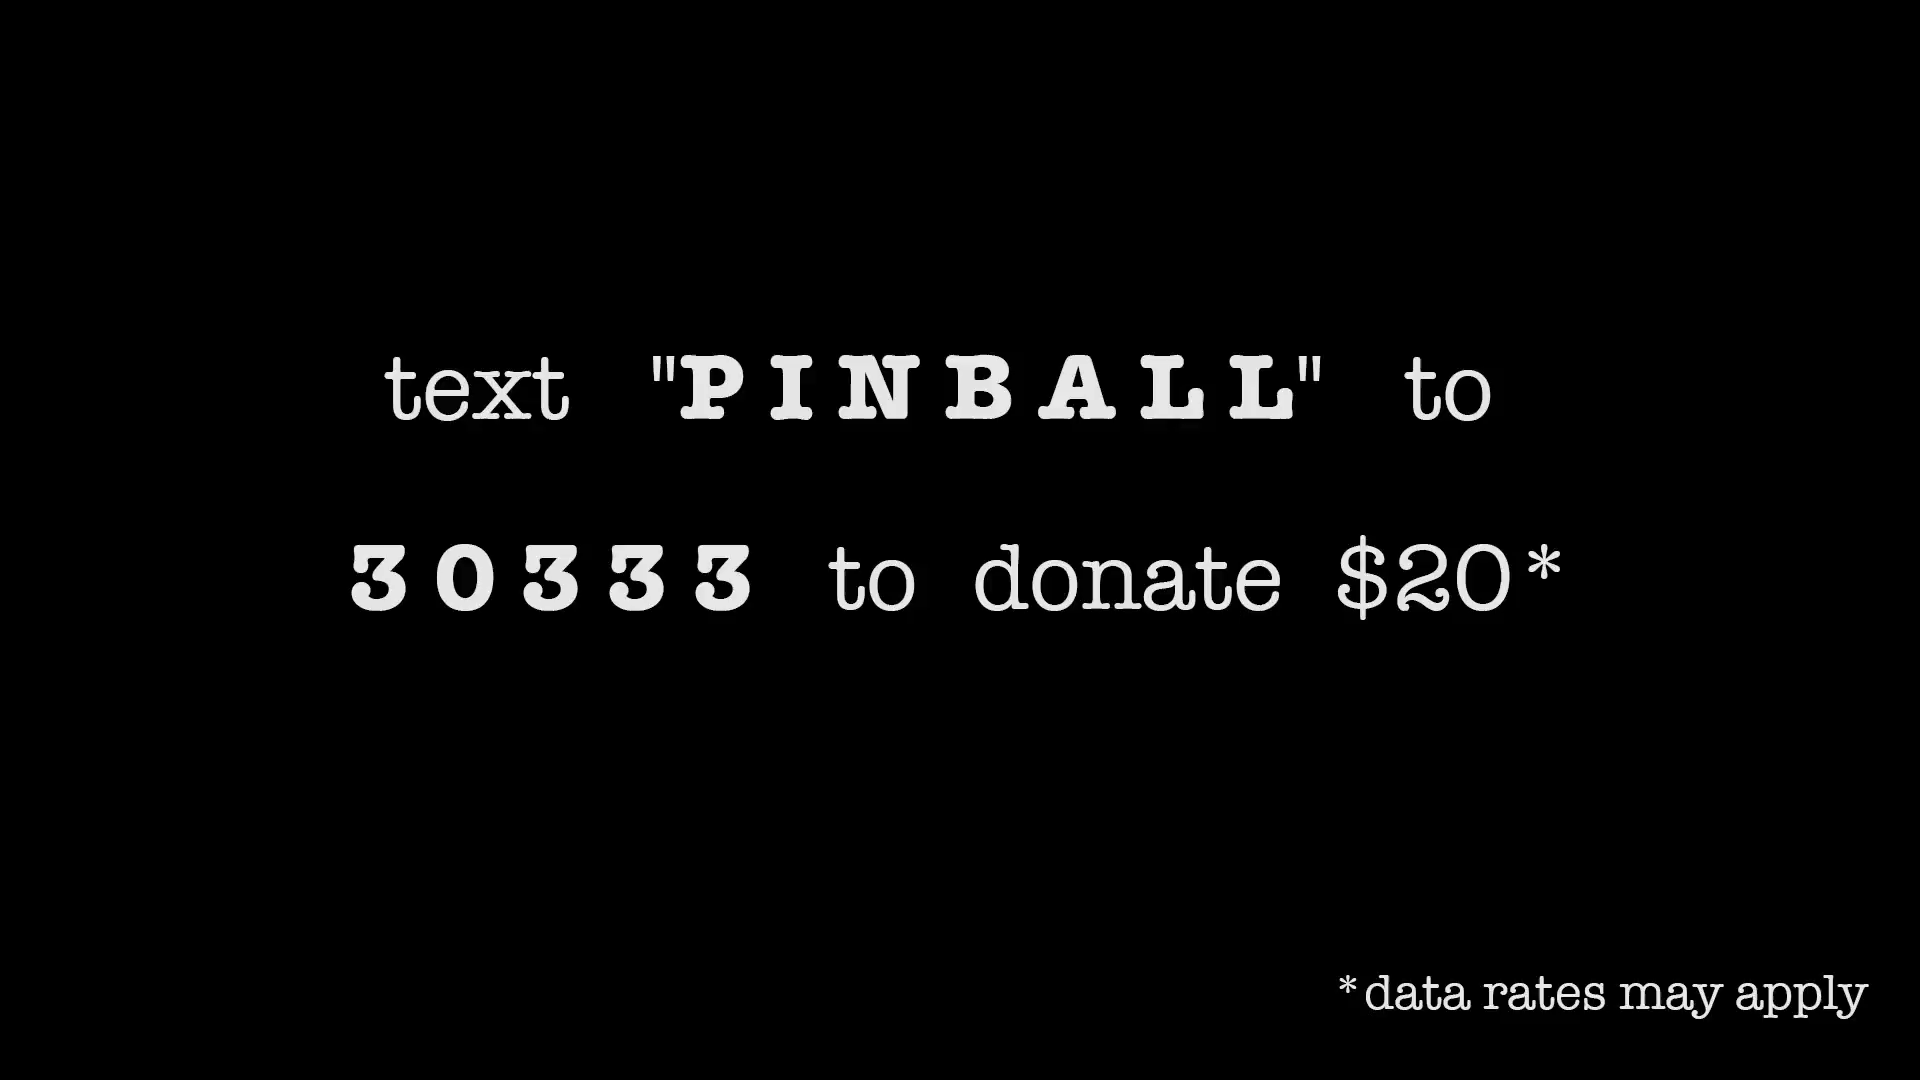 text "PINBALL" to
30333 to donate $20*
*data rates may apply